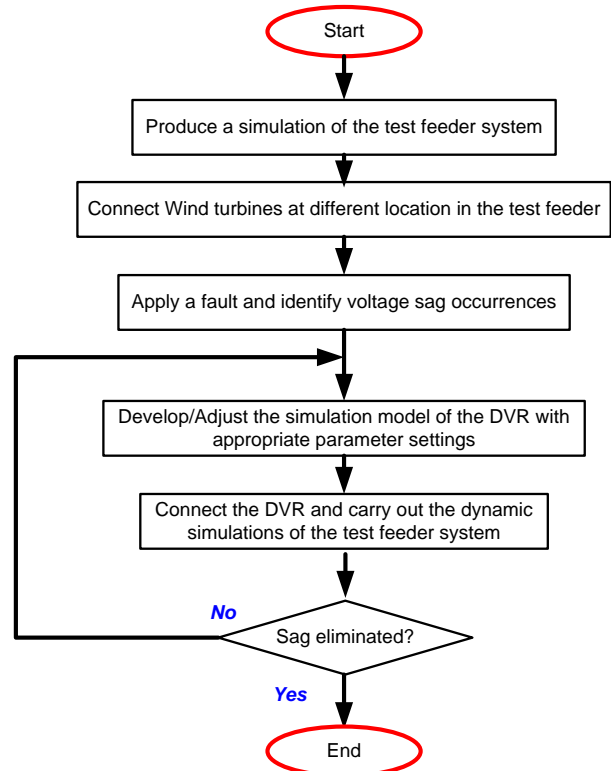 Start
Produce a simulation of the test feeder system
Connect Wind turbines at different location in the test feeder
Apply a fault and identify voltage sag occurrences
Develop/Adjust the simulation model of the DVR with
appropriate parameter settings
Connect the DVR and carry out the dynamic
simulations of the test feeder system
No
Sag eliminated?
Yes
End